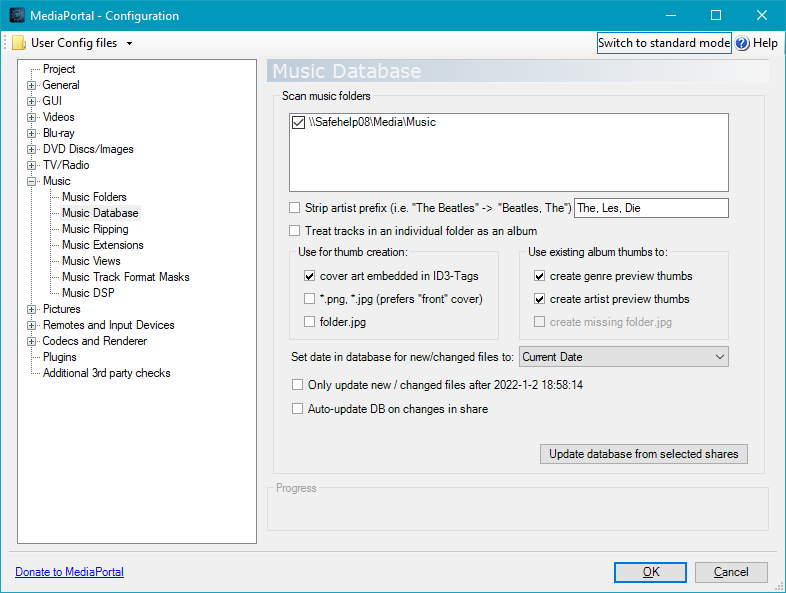 MediaPortal - Configuration
User Config files
Switch to standard mode
Help
Project
General
GUI
Videos
Blu-ray
DVD Discs/Images
TV/Radio
Music
Music Folders
Music Database
Music Ripping
Music Extensions
Music Views
Music Track Format Masks
Music DSP
Pictures
Remotes and Input Devices
Codecs and Renderer
Plugins
Additional 3rd party checks
Music Database
Scan music folders
\\Safehelp08\Media\Music
Strip artist prefix (i.e. "The Beatles" -> "Beatles, The")
The, Les, Die
Treat tracks in an individual folder as an album
Use for thumb creation:
cover art embedded in ID3-Tags
*.png, *.jpg (prefers "front" cover)
folder.jpg
Use existing album thumbs to:
create genre preview thumbs
create artist preview thumbs
create missing folder.jpg
Set date in database for new/changed files to:
Current Date
Only update new / changed files after 2022-1-2 18:58:14
Auto-update DB on changes in share
Update database from selected shares
Progress
Donate to MediaPortal
OK
Cancel